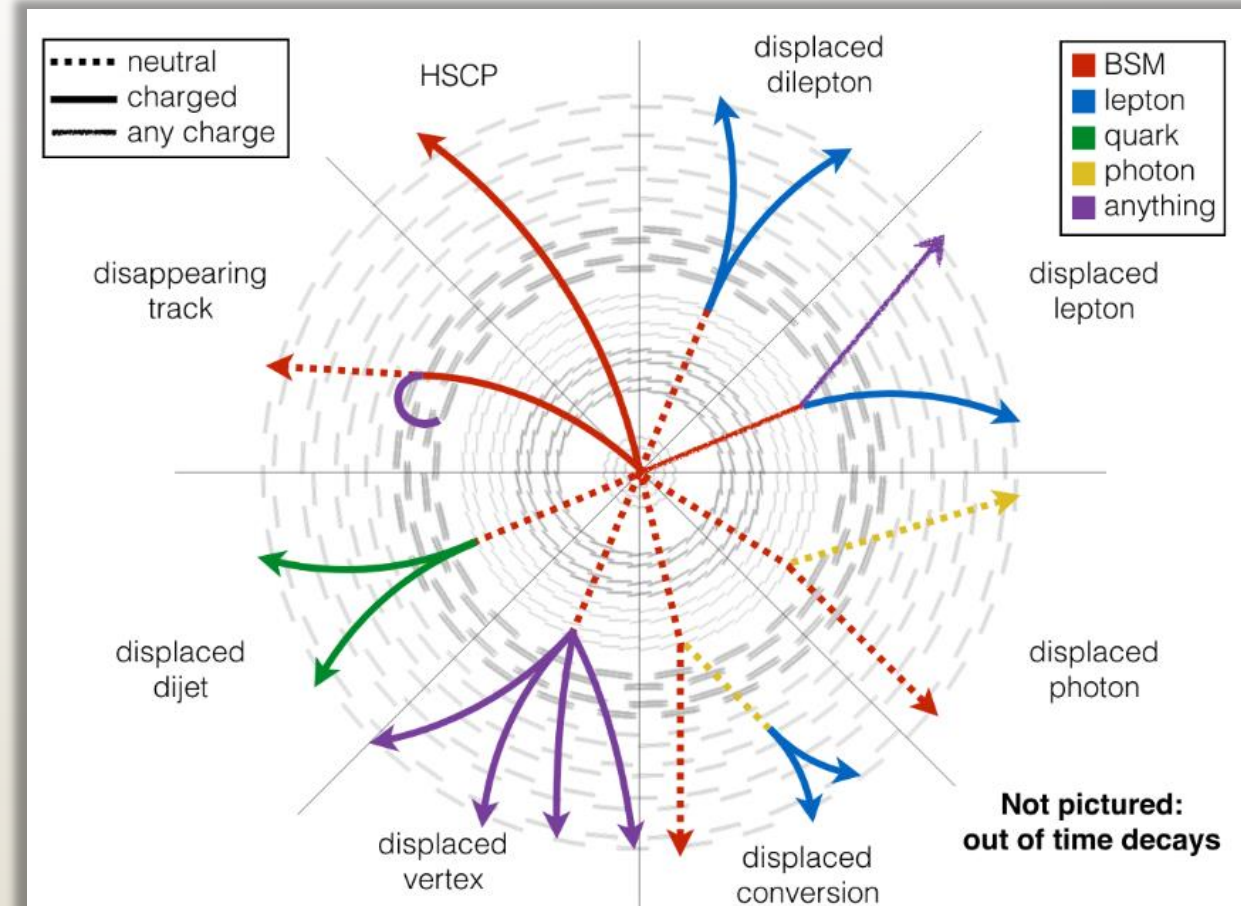 neutral
charged
any charge
HSCP
displaced
dilepton
BSM
lepton
quark
photon
anything
disappearing
track
displaced
lepton
displaced
dijet
displaced
photon
displaced
vertex
displaced
conversion
Not pictured:
out of time decays